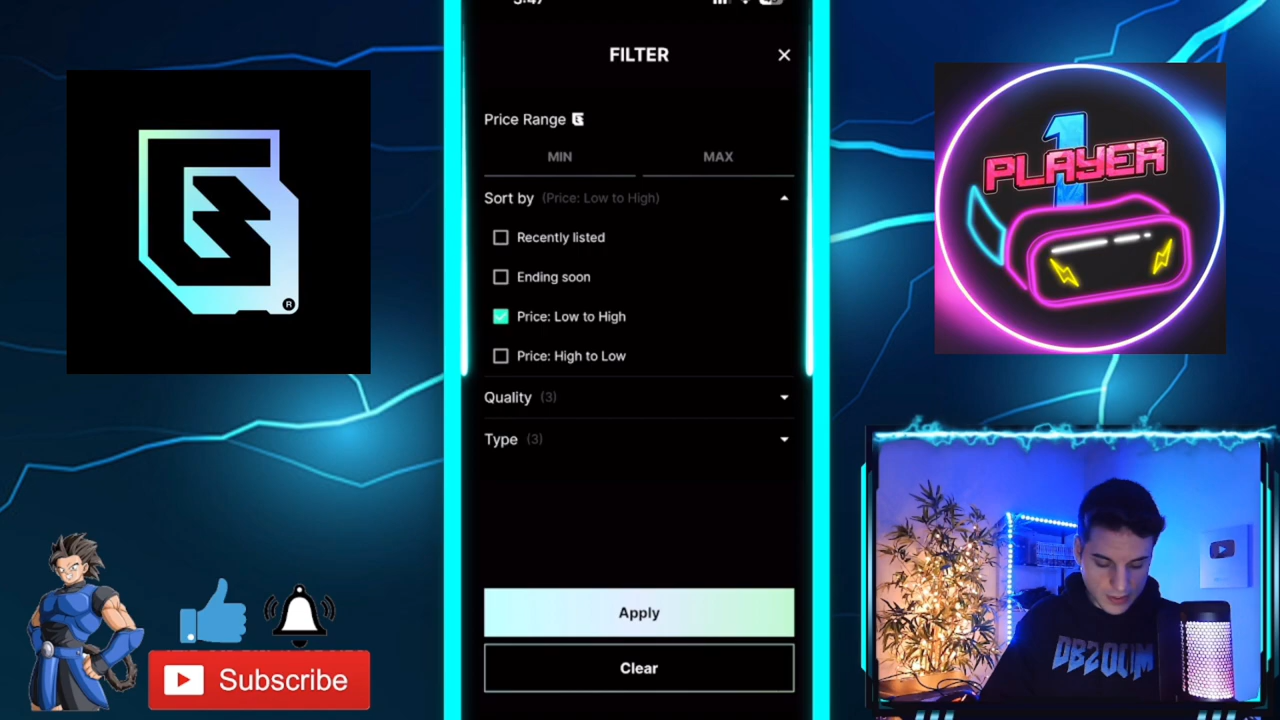 FILTER
Price Range
MIN MAX
Sort by (Price: Low to High)
Recently listed
Ending soon
Price: Low to High
Price: High to Low
Quality (3)
Type (3)
Apply
Clear
®
1
PLAYER
Subscribe
DBZOOM